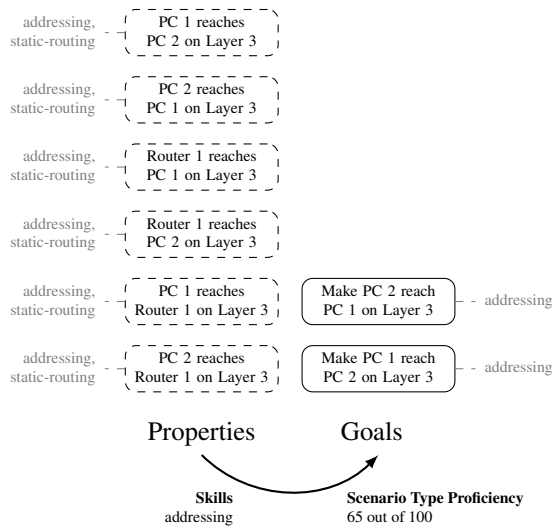 addressing,
static-routing
PC 1 reaches
PC 2 on Layer 3
addressing,
static-routing
PC 2 reaches
PC 1 on Layer 3
addressing,
static-routing
Router 1 reaches
PC 1 on Layer 3
addressing,
static-routing
Router 1 reaches
PC 2 on Layer 3
addressing,
static-routing
PC 1 reaches
Router 1 on Layer 3
Make PC 2 reach
PC 1 on Layer 3
addressing
addressing,
static-routing
PC 2 reaches
Router 1 on Layer 3
Make PC 1 reach
PC 2 on Layer 3
addressing
Properties
Goals
Skills
addressing
Scenario Type Proficiency
65 out of 100